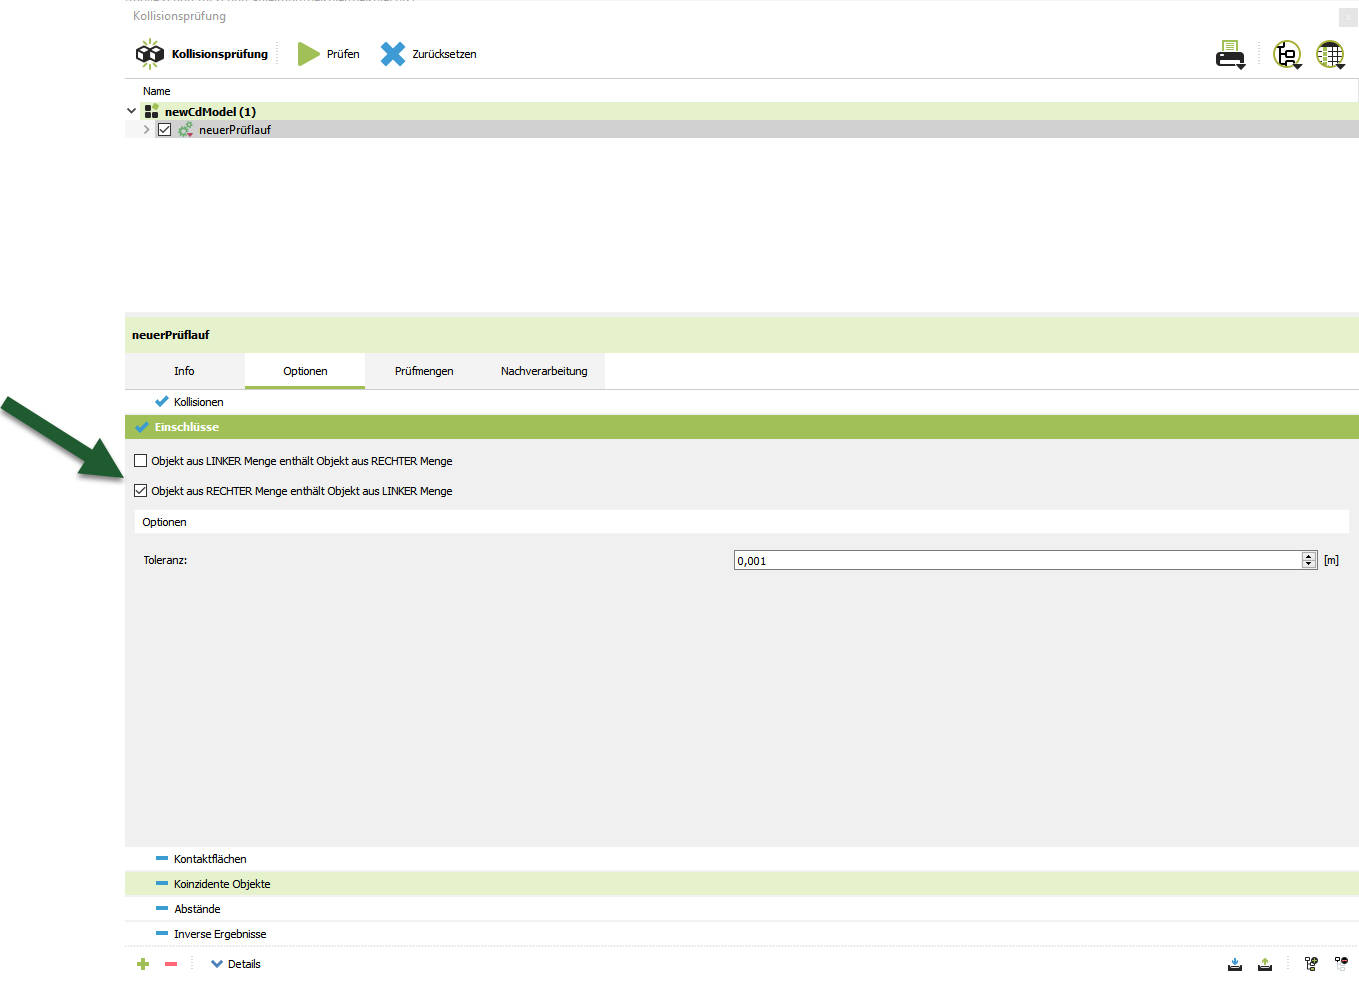 Kollisionsprüfung
Kollisionsprüfung Prüfen Zurücksetzen
Name
newCdModel (1)
neuerPrüflauf
neuerPrüflauf
Info Optionen Prüfmengen Nachverarbeitung
Kollisionen
Einschlüsse
Objekt aus LINKER Menge enthält Objekt aus RECHTER Menge
Objekt aus RECHTER Menge enthält Objekt aus LINKER Menge
Optionen
Toleranz: 0,001 [m]
Kontaktflächen
Koinzidente Objekte
Abstände
Inverse Ergebnisse
Details